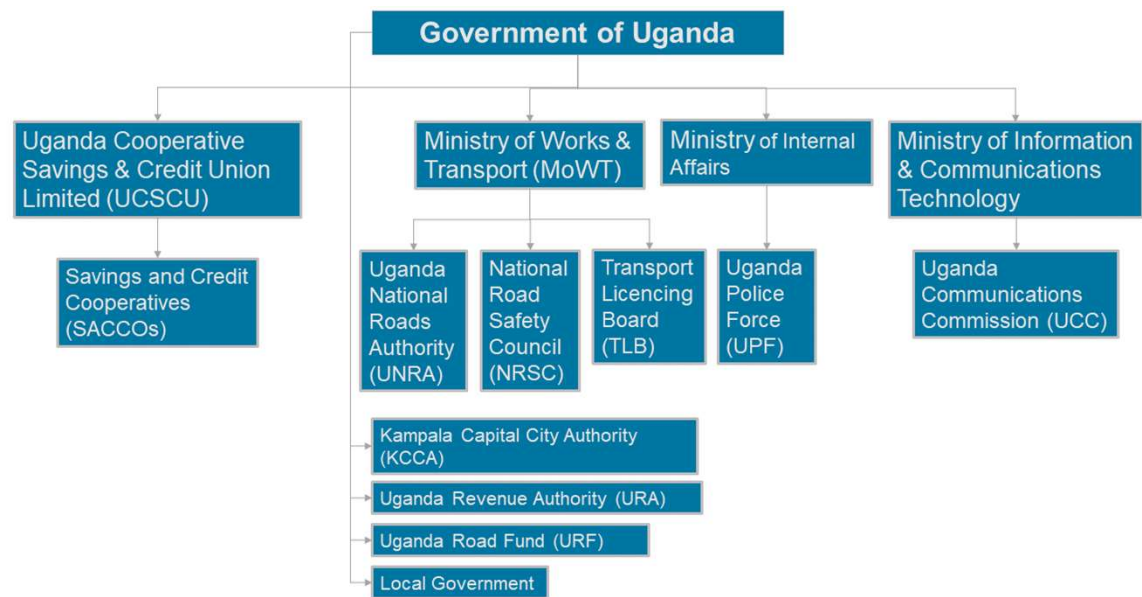 Government of Uganda
Uganda Cooperative
Savings & Credit Union
Limited (UCSCU)
Ministry of Works &
Transport (MoWT)
Ministry of Internal
Affairs
Ministry of Information
& Communications
Technology
Savings and Credit
Cooperatives
(SACCOs)
Uganda
National
Roads
Authority
(UNRA)
National
Road
Safety
Council
(NRSC)
Transport
Licencing
Board
(TLB)
Uganda
Police
Force
(UPF)
Uganda
Communications
Commission (UCC)
Kampala Capital City Authority
(KCCA)
Uganda Revenue Authority (URA)
Uganda Road Fund (URF)
Local Government